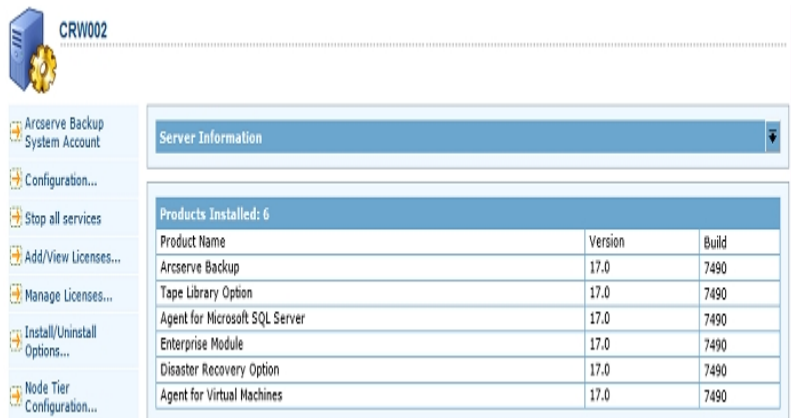 CRW002
Arcserve Backup
System Account
Configuration...
Stop all services
Add/View Licenses...
Manage Licenses...
Install/Uninstall
Options...
Node Tier
Configuration...
Server Information
Products Installed: 6
Product Name Version Build
Arcserve Backup 17.0 7490
Tape Library Option 17.0 7490
Agent for Microsoft SQL Server 17.0 7490
Enterprise Module 17.0 7490
Disaster Recovery Option 17.0 7490
Agent for Virtual Machines 17.0 7490